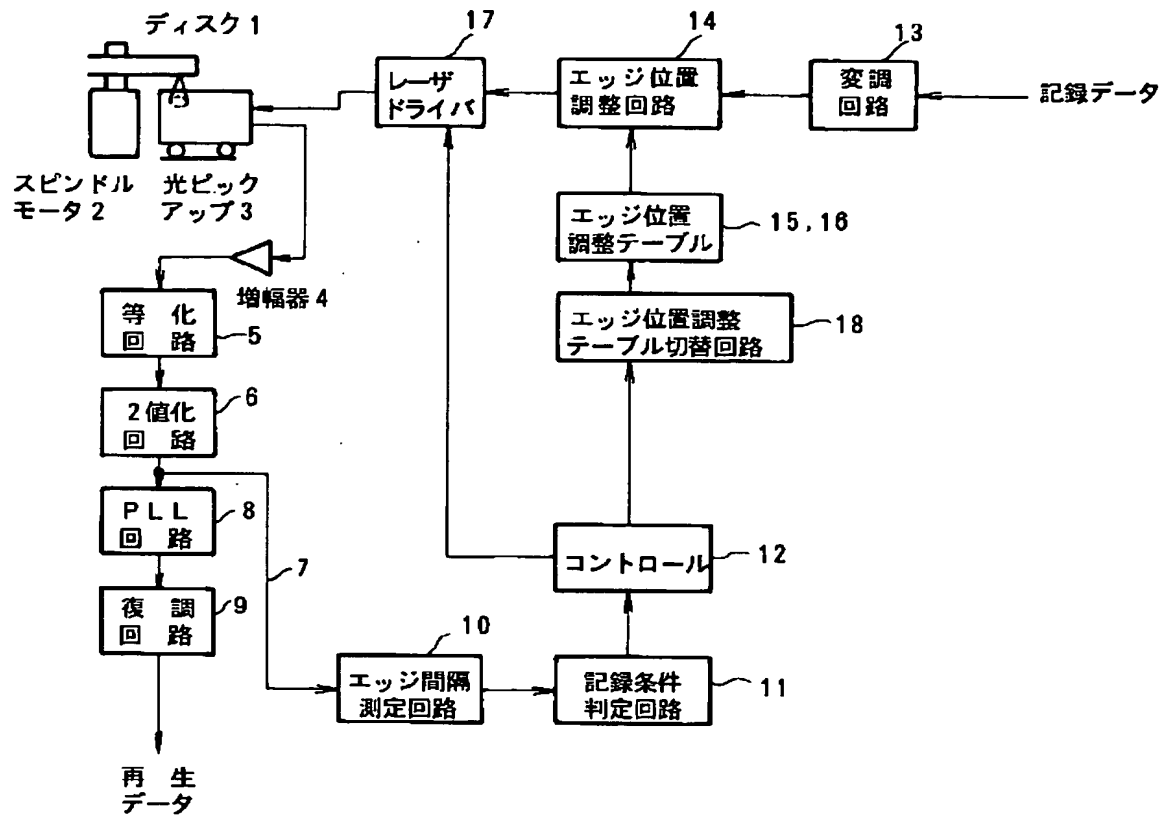 ディスク1
17
14
13
レーザ
ドライバ
エッジ位置
調整回路
変調
回路
記録データ
スピンドル
モータ2
光ピック
アップ3
エッジ位置
調整テーブル
15,16
増幅器4
等化
回路
5
エッジ位置調整
テーブル切替回路
18
2値化
回路
6
PLL
回路
8
7
コントロール
12
復調
回路
9
10
エッジ間隔
測定回路
記録条件
判定回路
11
再生
データ